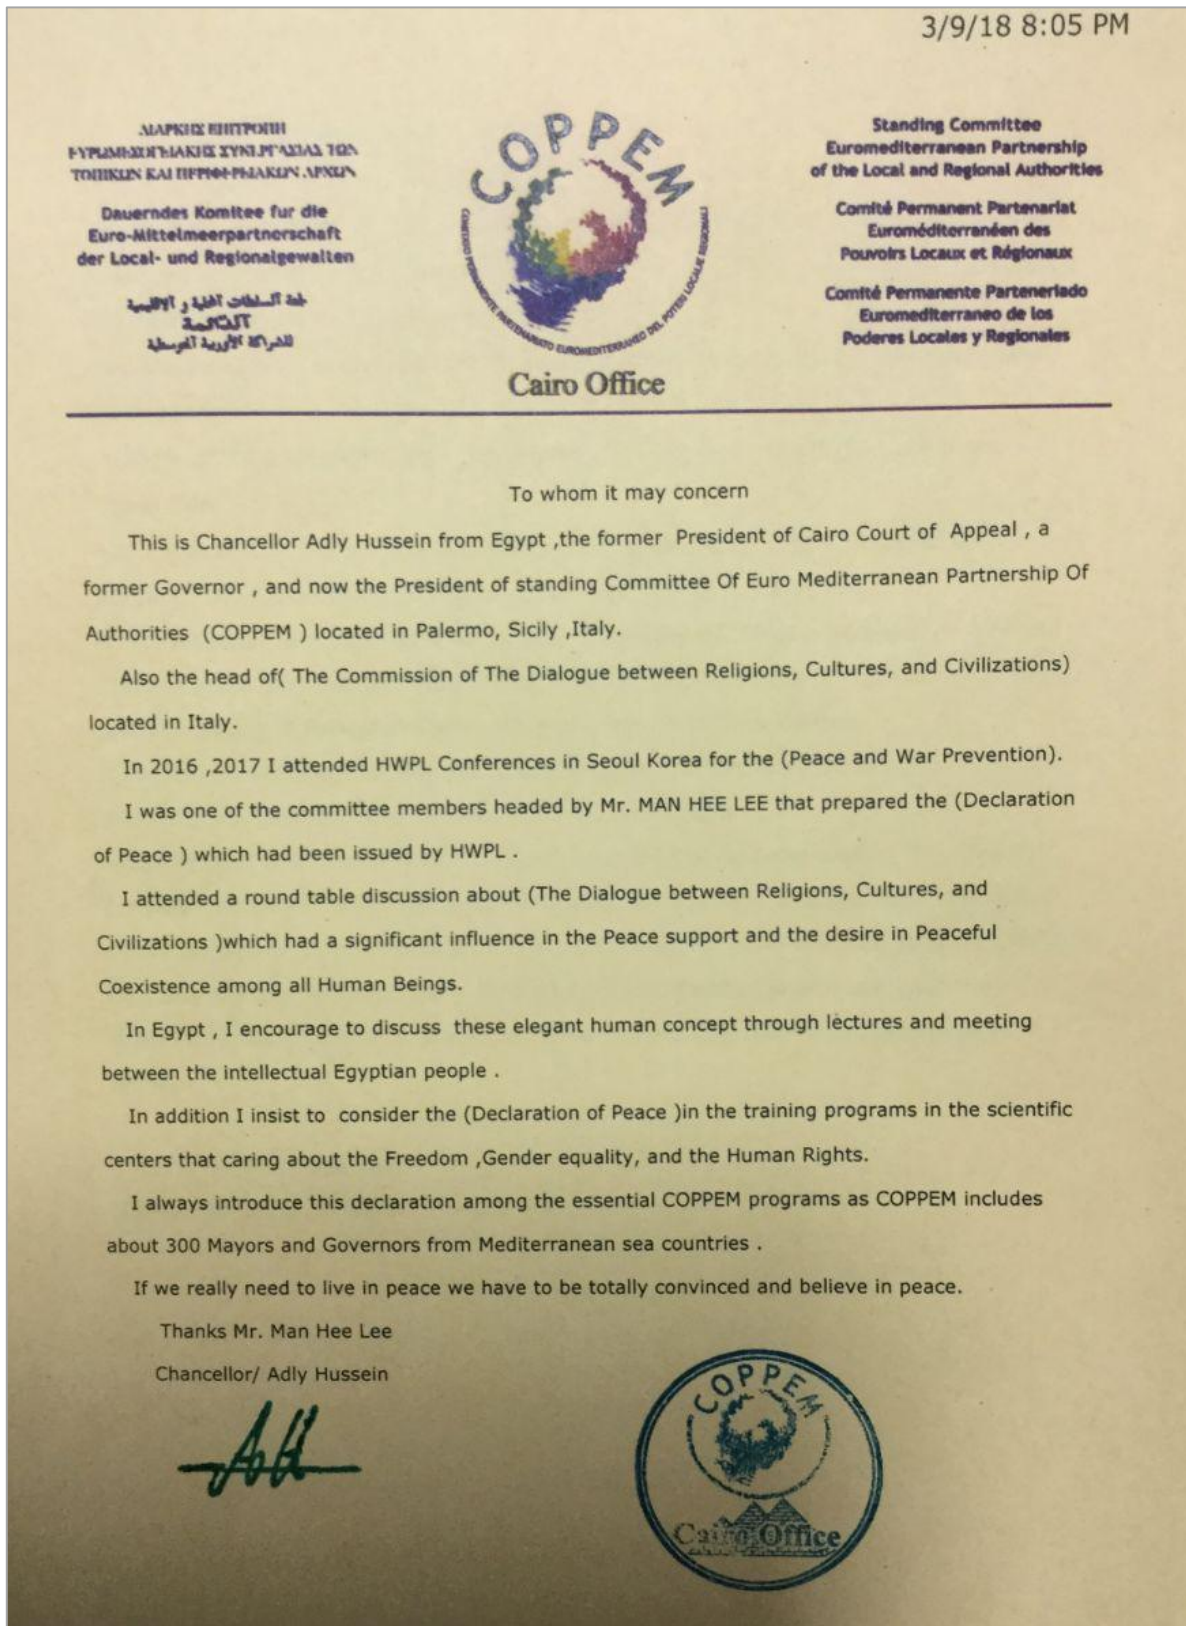 3/9/18 8:05 PM
Dauerndes Komitee fur die
Euro-Mittelmeerpartnerschaft
der Local- und Regionalgewalten
COPPEM
COMITATO PERMANENTE PARTENARIATO EUROMEDITERRANEO DEL POTERI LOCALI E REGIONALI
Cairo Office
Standing Committee
Euromediterranean Partnership
of the Local and Regional Authorities
Comité Permanent Partenariat
Euroméditerranéen des
Pouvoirs Locaux et Régionaux
Comité Permanente Parteneriado
Euromediterraneo de los
Poderes Locales y Regionales
To whom it may concern
This is Chancellor Adly Hussein from Egypt ,the former President of Cairo Court of Appeal , a
former Governor , and now the President of standing Committee Of Euro Mediterranean Partnership Of
Authorities (COPPEM ) located in Palermo, Sicily ,Italy.
Also the head of( The Commission of The Dialogue between Religions, Cultures, and Civilizations)
located in Italy.
In 2016 ,2017 I attended HWPL Conferences in Seoul Korea for the (Peace and War Prevention).
I was one of the committee members headed by Mr. MAN HEE LEE that prepared the (Declaration
of Peace ) which had been issued by HWPL .
I attended a round table discussion about (The Dialogue between Religions, Cultures, and
Civilizations )which had a significant influence in the Peace support and the desire in Peaceful
Coexistence among all Human Beings.
In Egypt , I encourage to discuss these elegant human concept through lectures and meeting
between the intellectual Egyptian people .
In addition I insist to consider the (Declaration of Peace )in the training programs in the scientific
centers that caring about the Freedom ,Gender equality, and the Human Rights.
I always introduce this declaration among the essential COPPEM programs as COPPEM includes
about 300 Mayors and Governors from Mediterranean sea countries .
If we really need to live in peace we have to be totally convinced and believe in peace.
Thanks Mr. Man Hee Lee
Chancellor/ Adly Hussein
COPPEM
Cairo Office